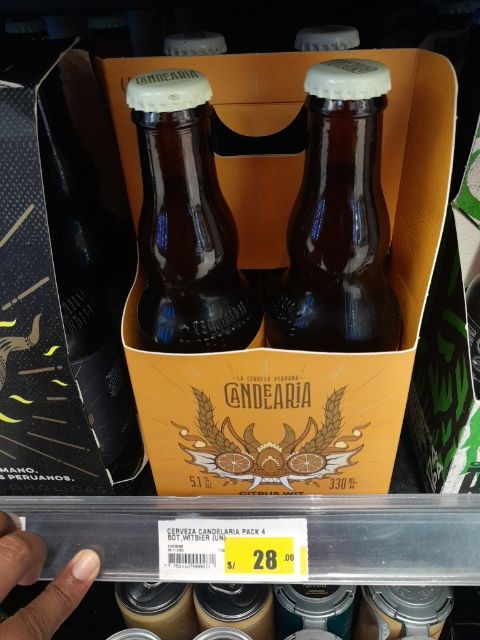 CANDEARIA
MANO.
PERUANOS.
LA CERVEZA PERUANA
CANDEARIA
5.1%
330 ML
CITRUS WIT
CERVEZA CANDELARIA PACK 4
BOT,WITBIER (UN)
S/ 28.00